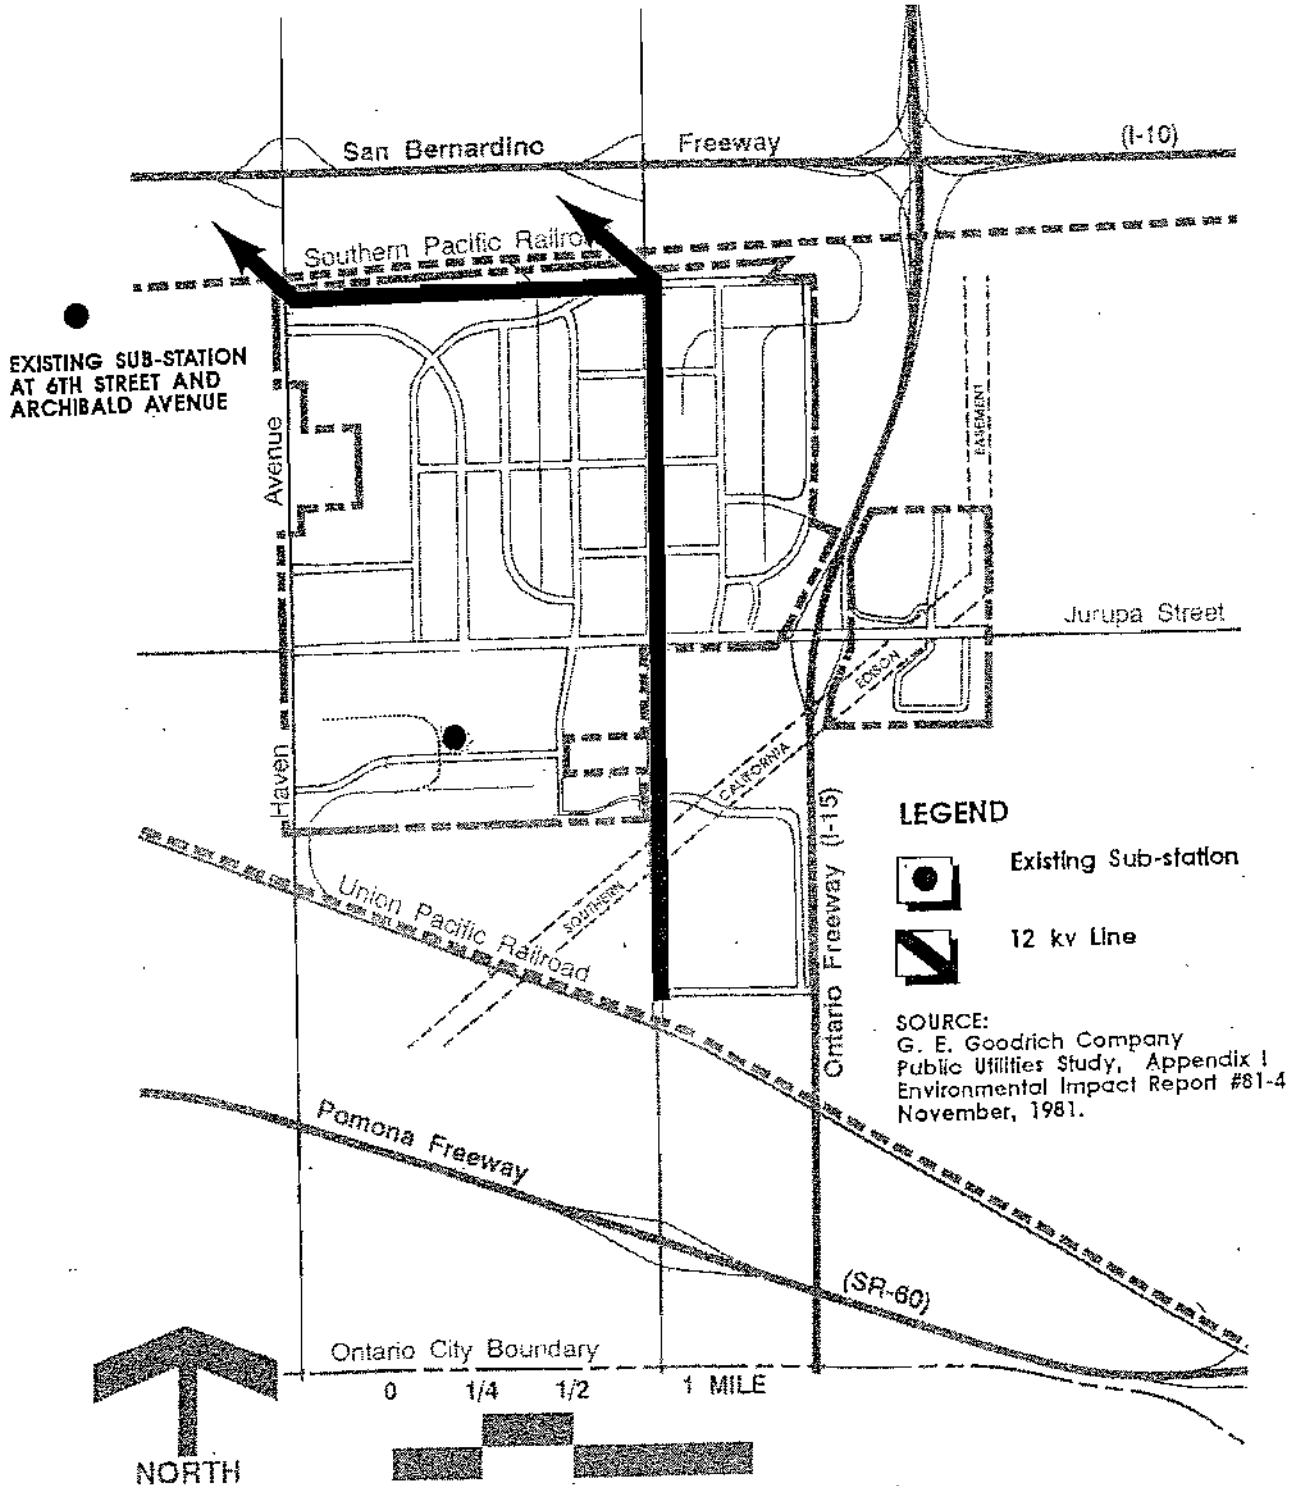 San Bernardino Freeway (I-10)
Southern Pacific Railro
EXISTING SUB-STATION
AT 6TH STREET AND
ARCHIBALD AVENUE
Avenue
EASEMENT
Jurupa Street
EDISON
CALIFORNIA
Haven
LEGEND
Existing Sub-station
12 kv Line
Ontario Freeway (I-15)
SOUTHERN
Union Pacific Railroad
SOURCE:
G. E. Goodrich Company
Public Utilities Study, Appendix I
Environmental Impact Report #81-4
November, 1981.
Pomona Freeway
(SR-60)
Ontario City Boundary
0 1/4 1/2 1 MILE
NORTH